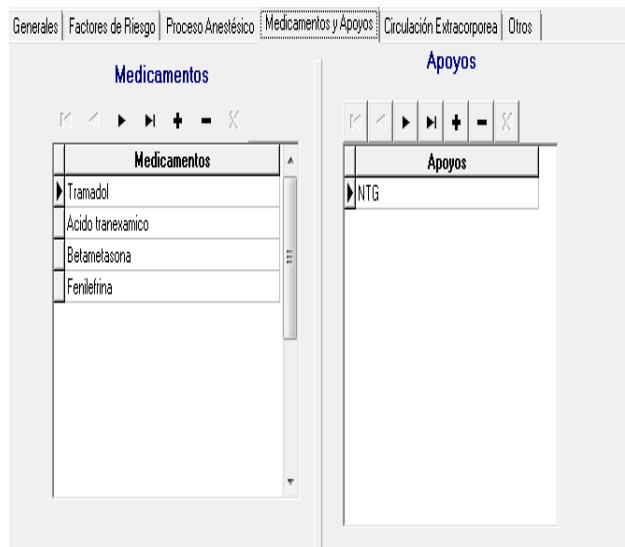 Generales Factores de Riesgo Proceso Anestésico Medicamentos y Apoyos Circulación Extracorporea Otros
Medicamentos
Medicamentos
Tramadol
Acido tranexamico
Betametasona
Fenilefrina
Apoyos
Apoyos
NTG